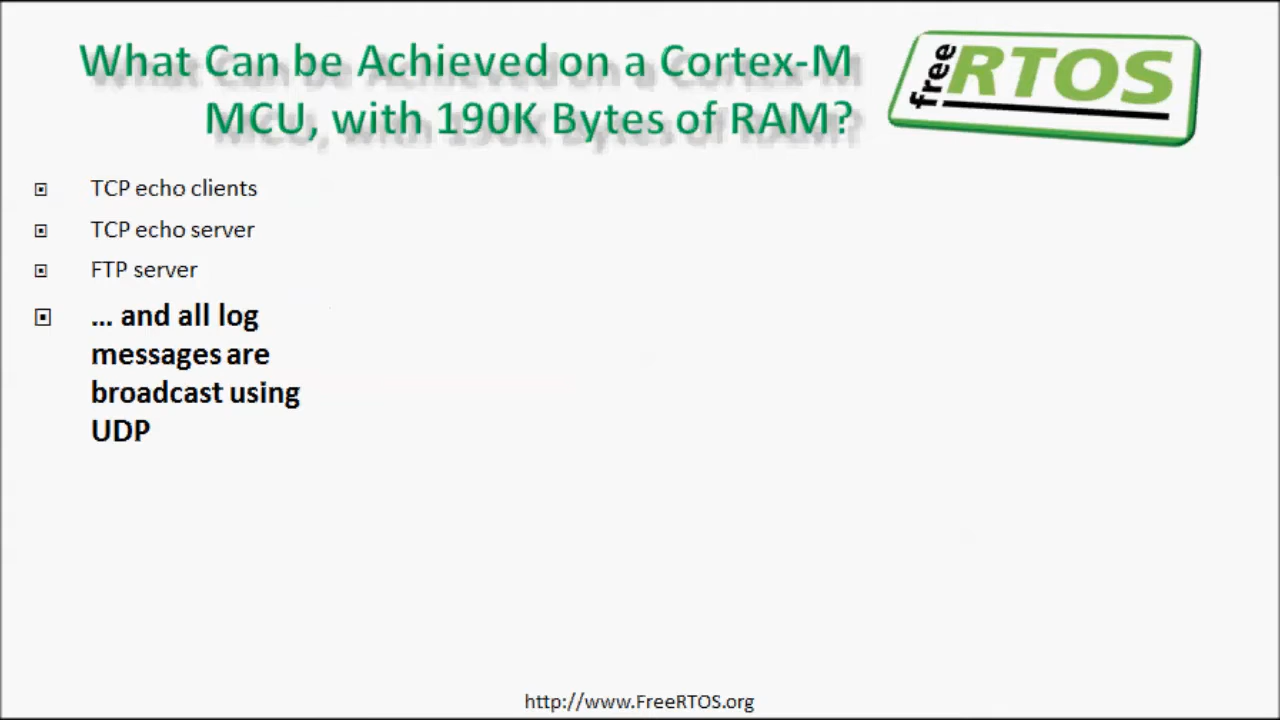 What Can be Achieved on a Cortex-M
MCU, with 190K Bytes of RAM?
free RTOS
TCP echo clients
TCP echo server
FTP server
... and all log
messages are
broadcast using
UDP
http://www.FreeRTOS.org